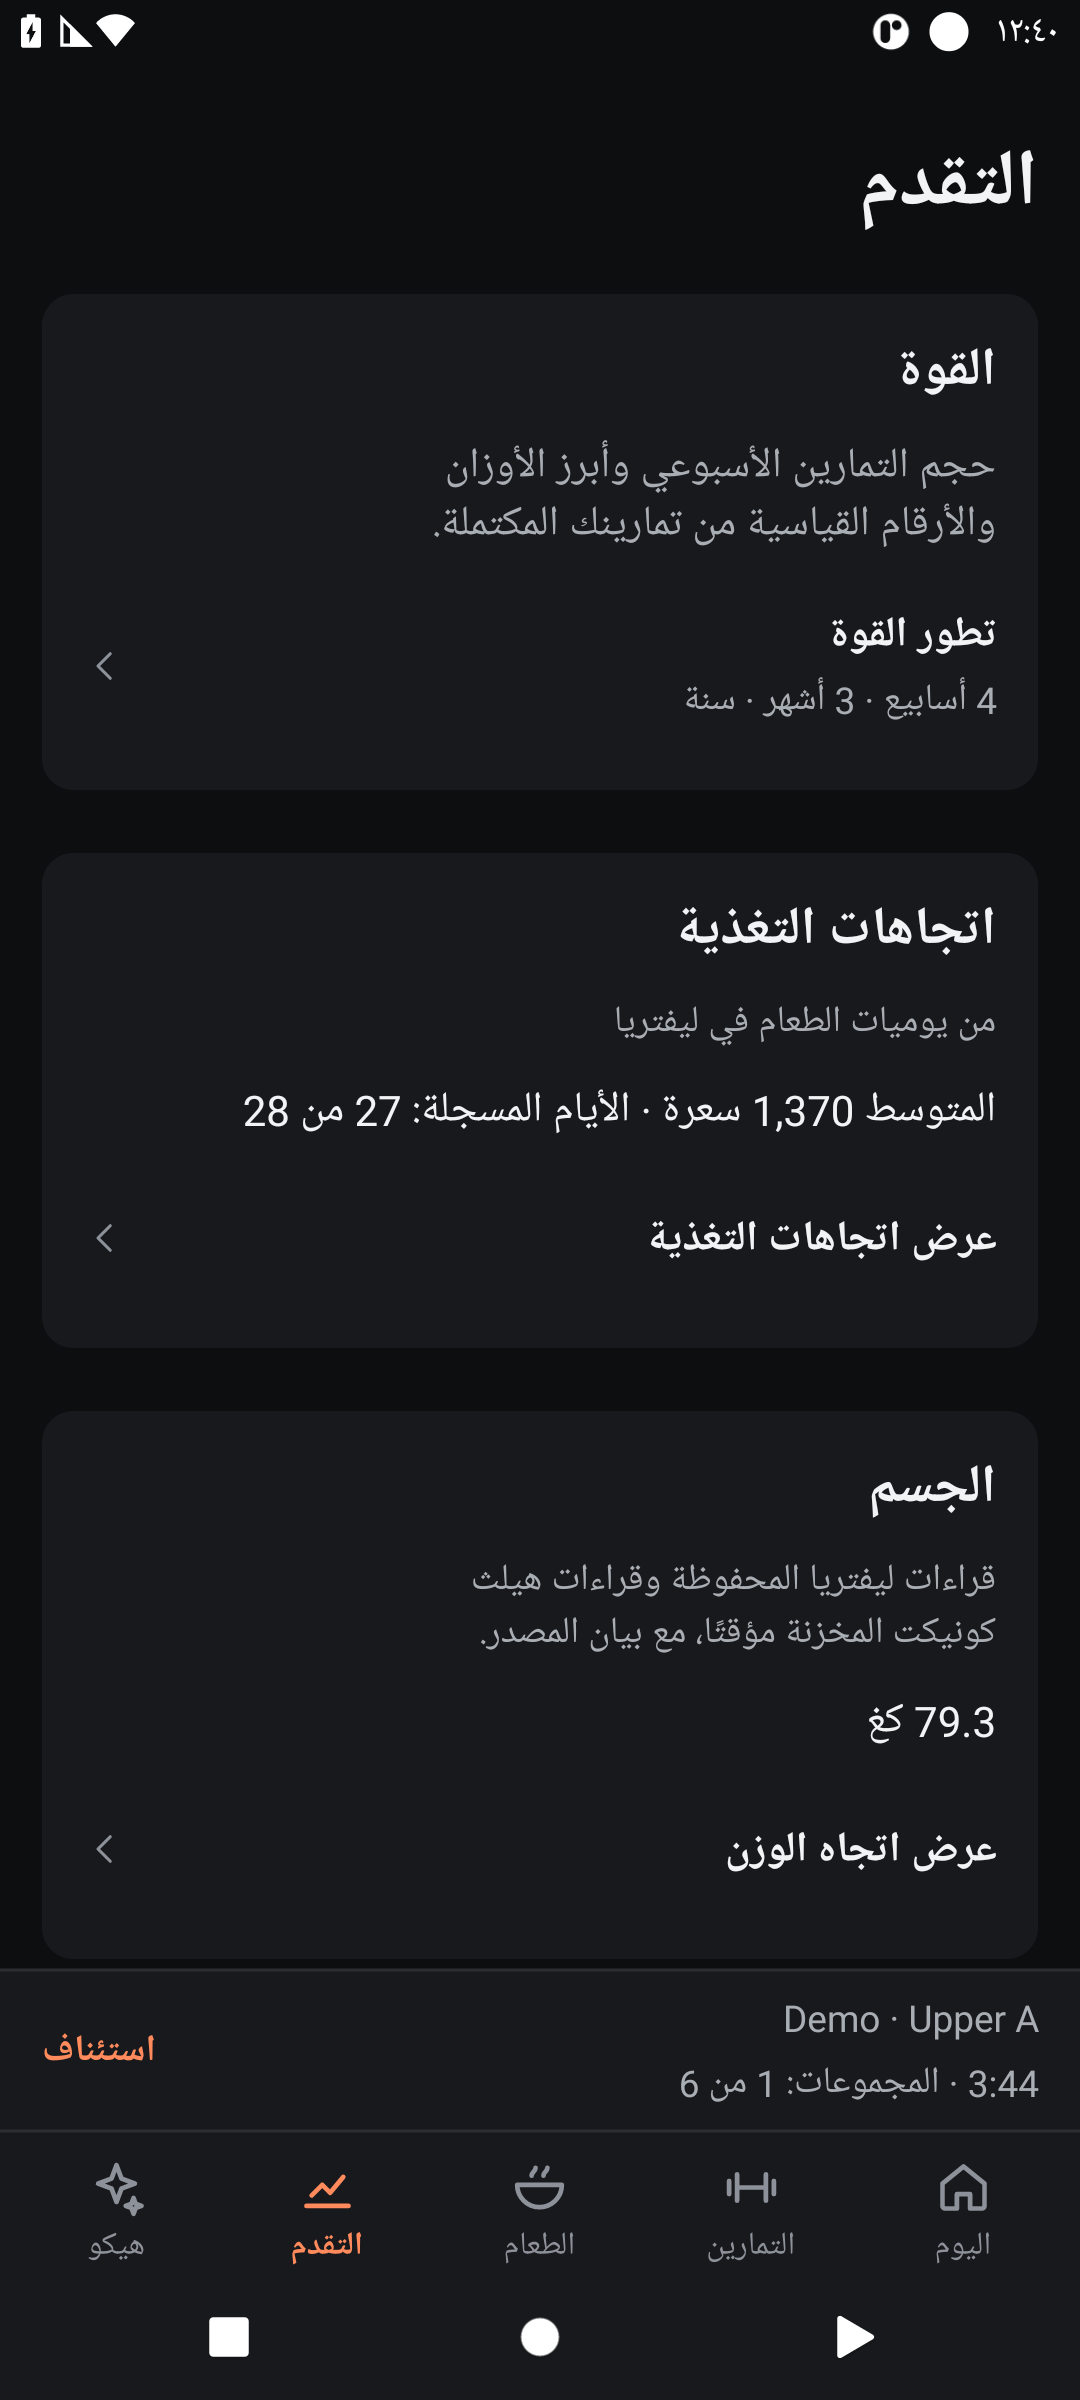 ١٢:٤٠
التقدم
القوة
حجم التمارين الأسبوعي وأبرز الأوزان
والأرقام القياسية من تمارينك المكتملة.
تطور القوة
4 أسابيع · 3 أشهر · سنة
اتجاهات التغذية
من يوميات الطعام في ليفتريا
المتوسط 1,370 سعرة · الأيام المسجلة: 27 من 28
عرض اتجاهات التغذية
الجسم
قراءات ليفتريا المحفوظة وقراءات هيلث
كونيكت المخزنة مؤقتًا، مع بيان المصدر.
79.3 كغ
عرض اتجاه الوزن
Demo · Upper A
3:44 · المجموعات: 1 من 6
استئناف
اليوم
التمارين
الطعام
التقدم
هيكو